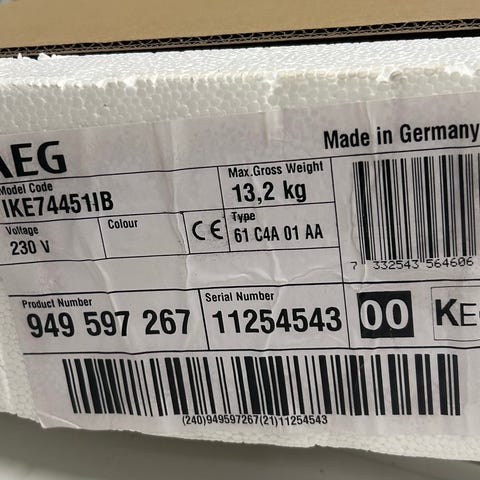 AEG
Made in Germany
Model Code
IKE74451IB
Max.Gross Weight
13,2 kg
Voltage
230 V
Colour
CE
Type
61 C4A 01 AA
7 332543 564606
Product Number
949 597 267
Serial Number
11254543
00
KE
(240)949597267(21)11254543